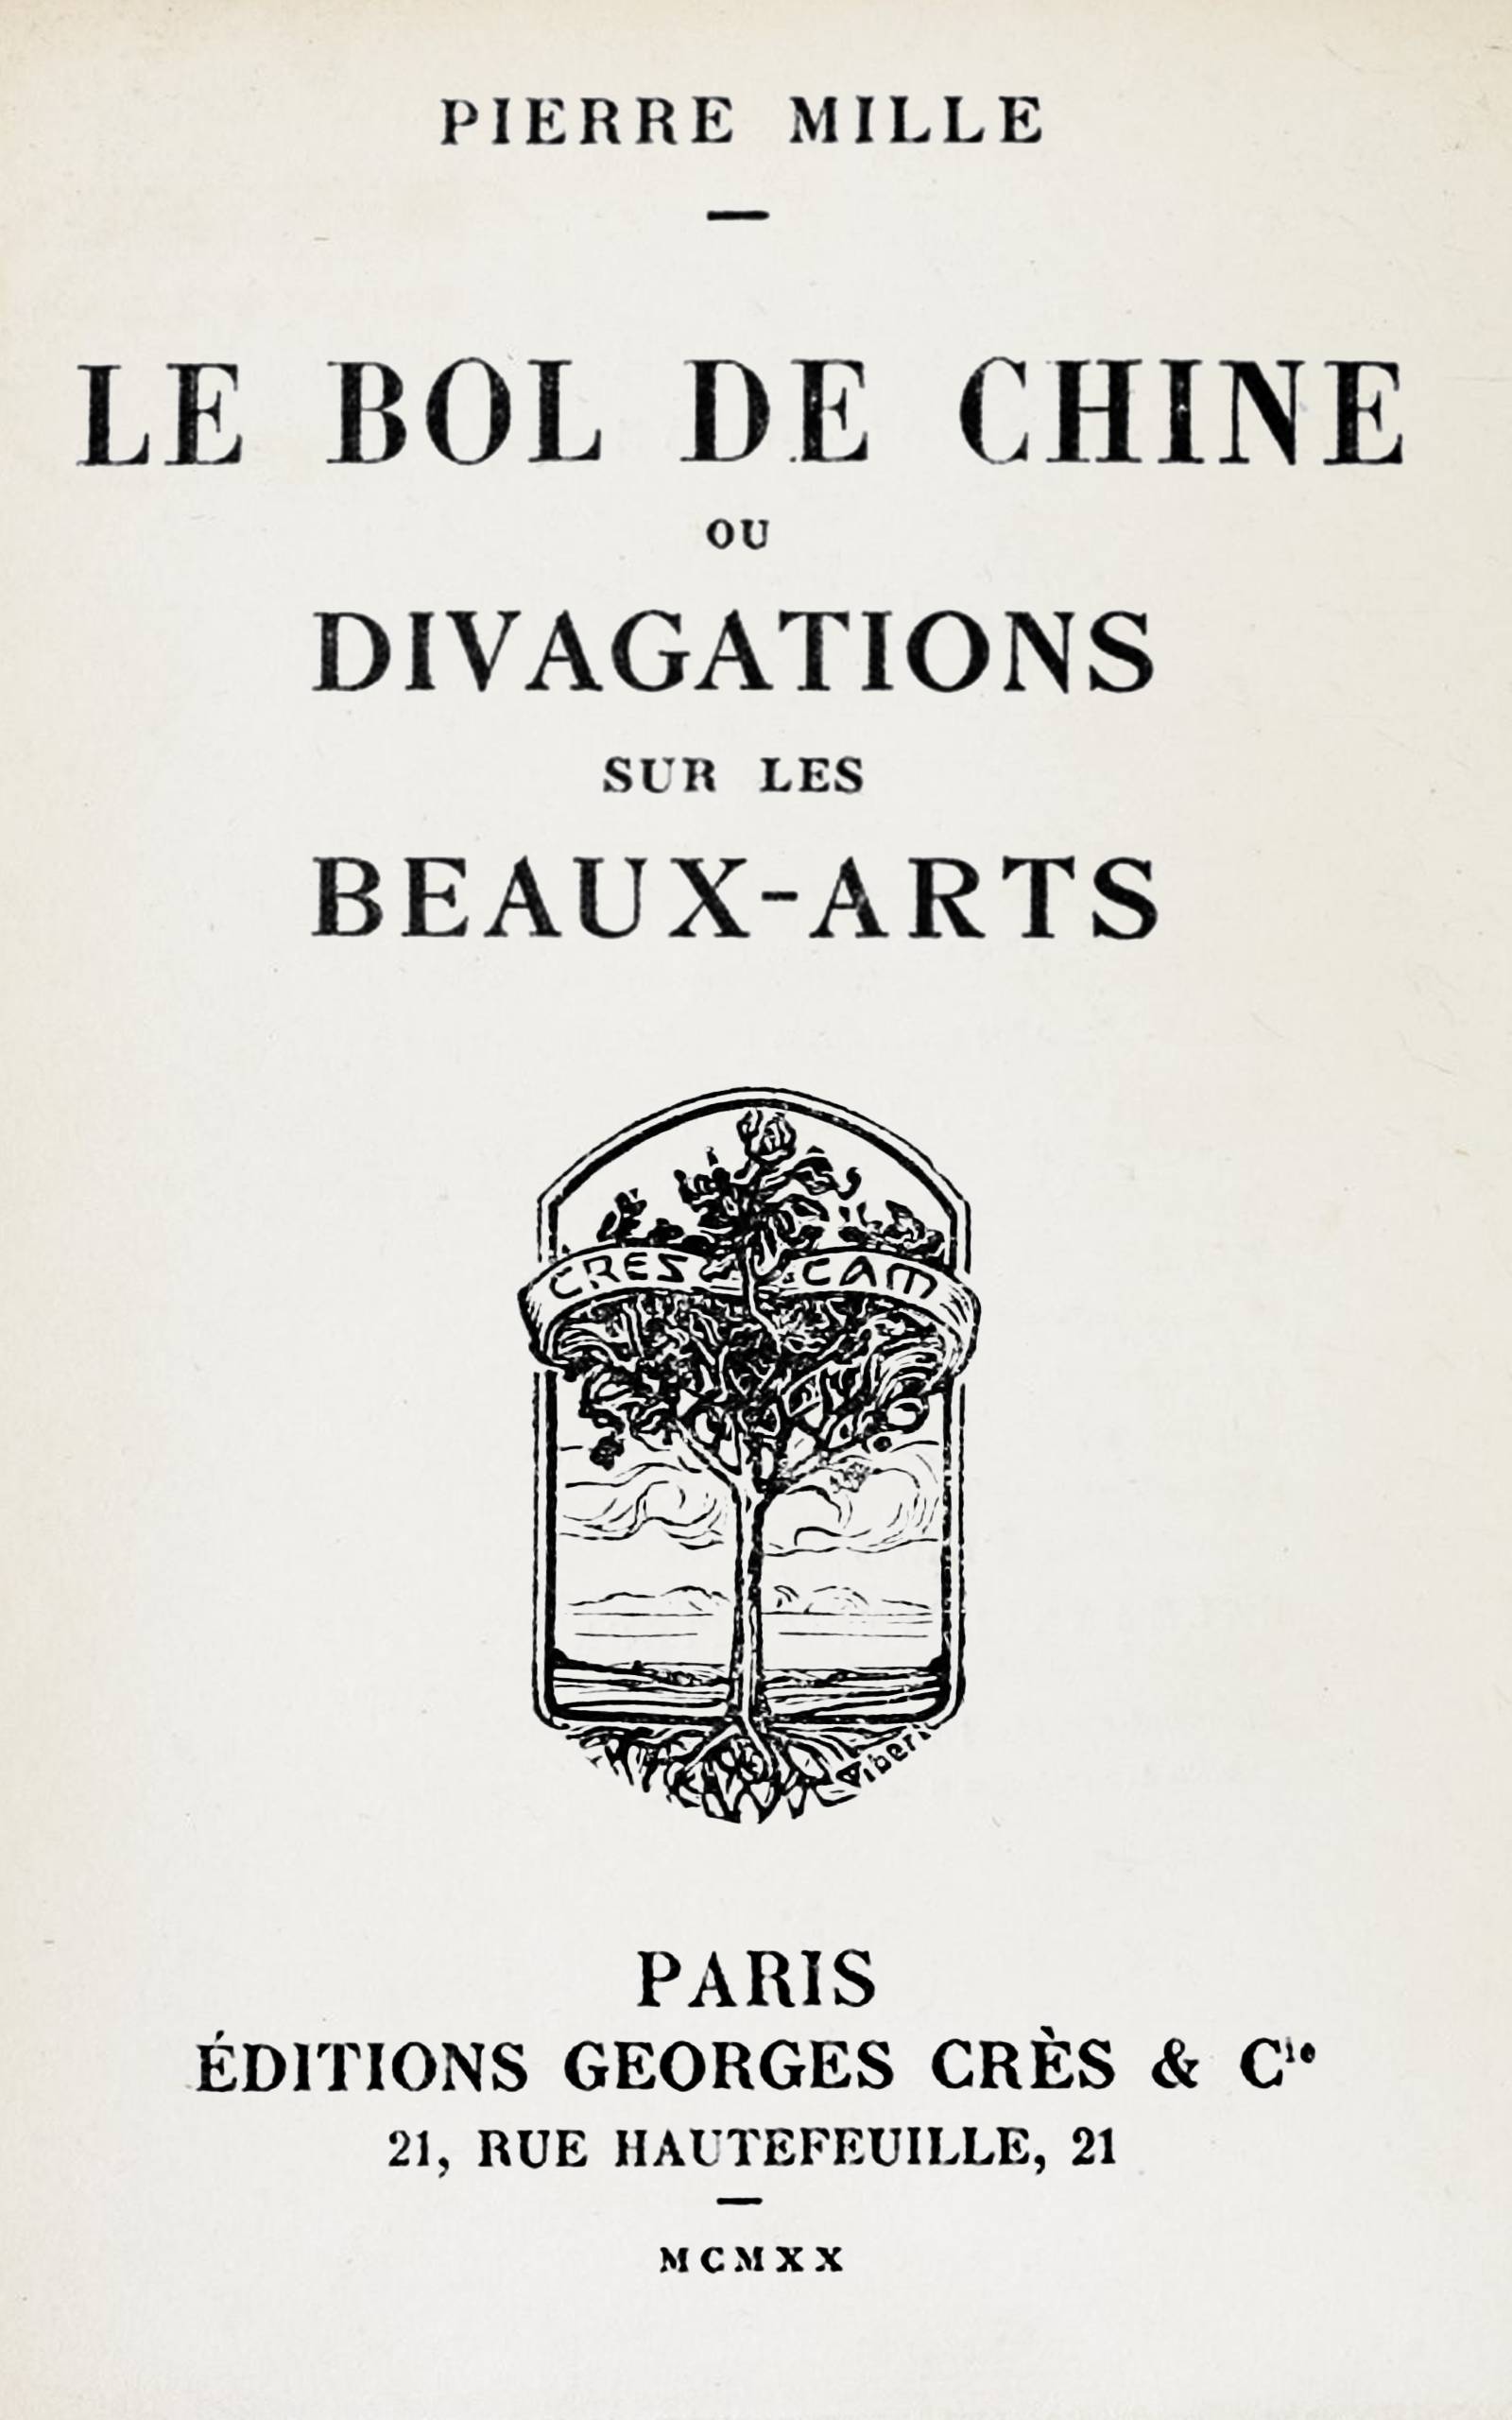 PIERRE MILLE
LE BOL DE CHINE
OU
DIVAGATIONS
SUR LES
BEAUX-ARTS
CRES CAM
PARIS
ÉDITIONS GEORGES CRÈS & Cie
21, RUE HAUTEFEUILLE, 21
MCMXX